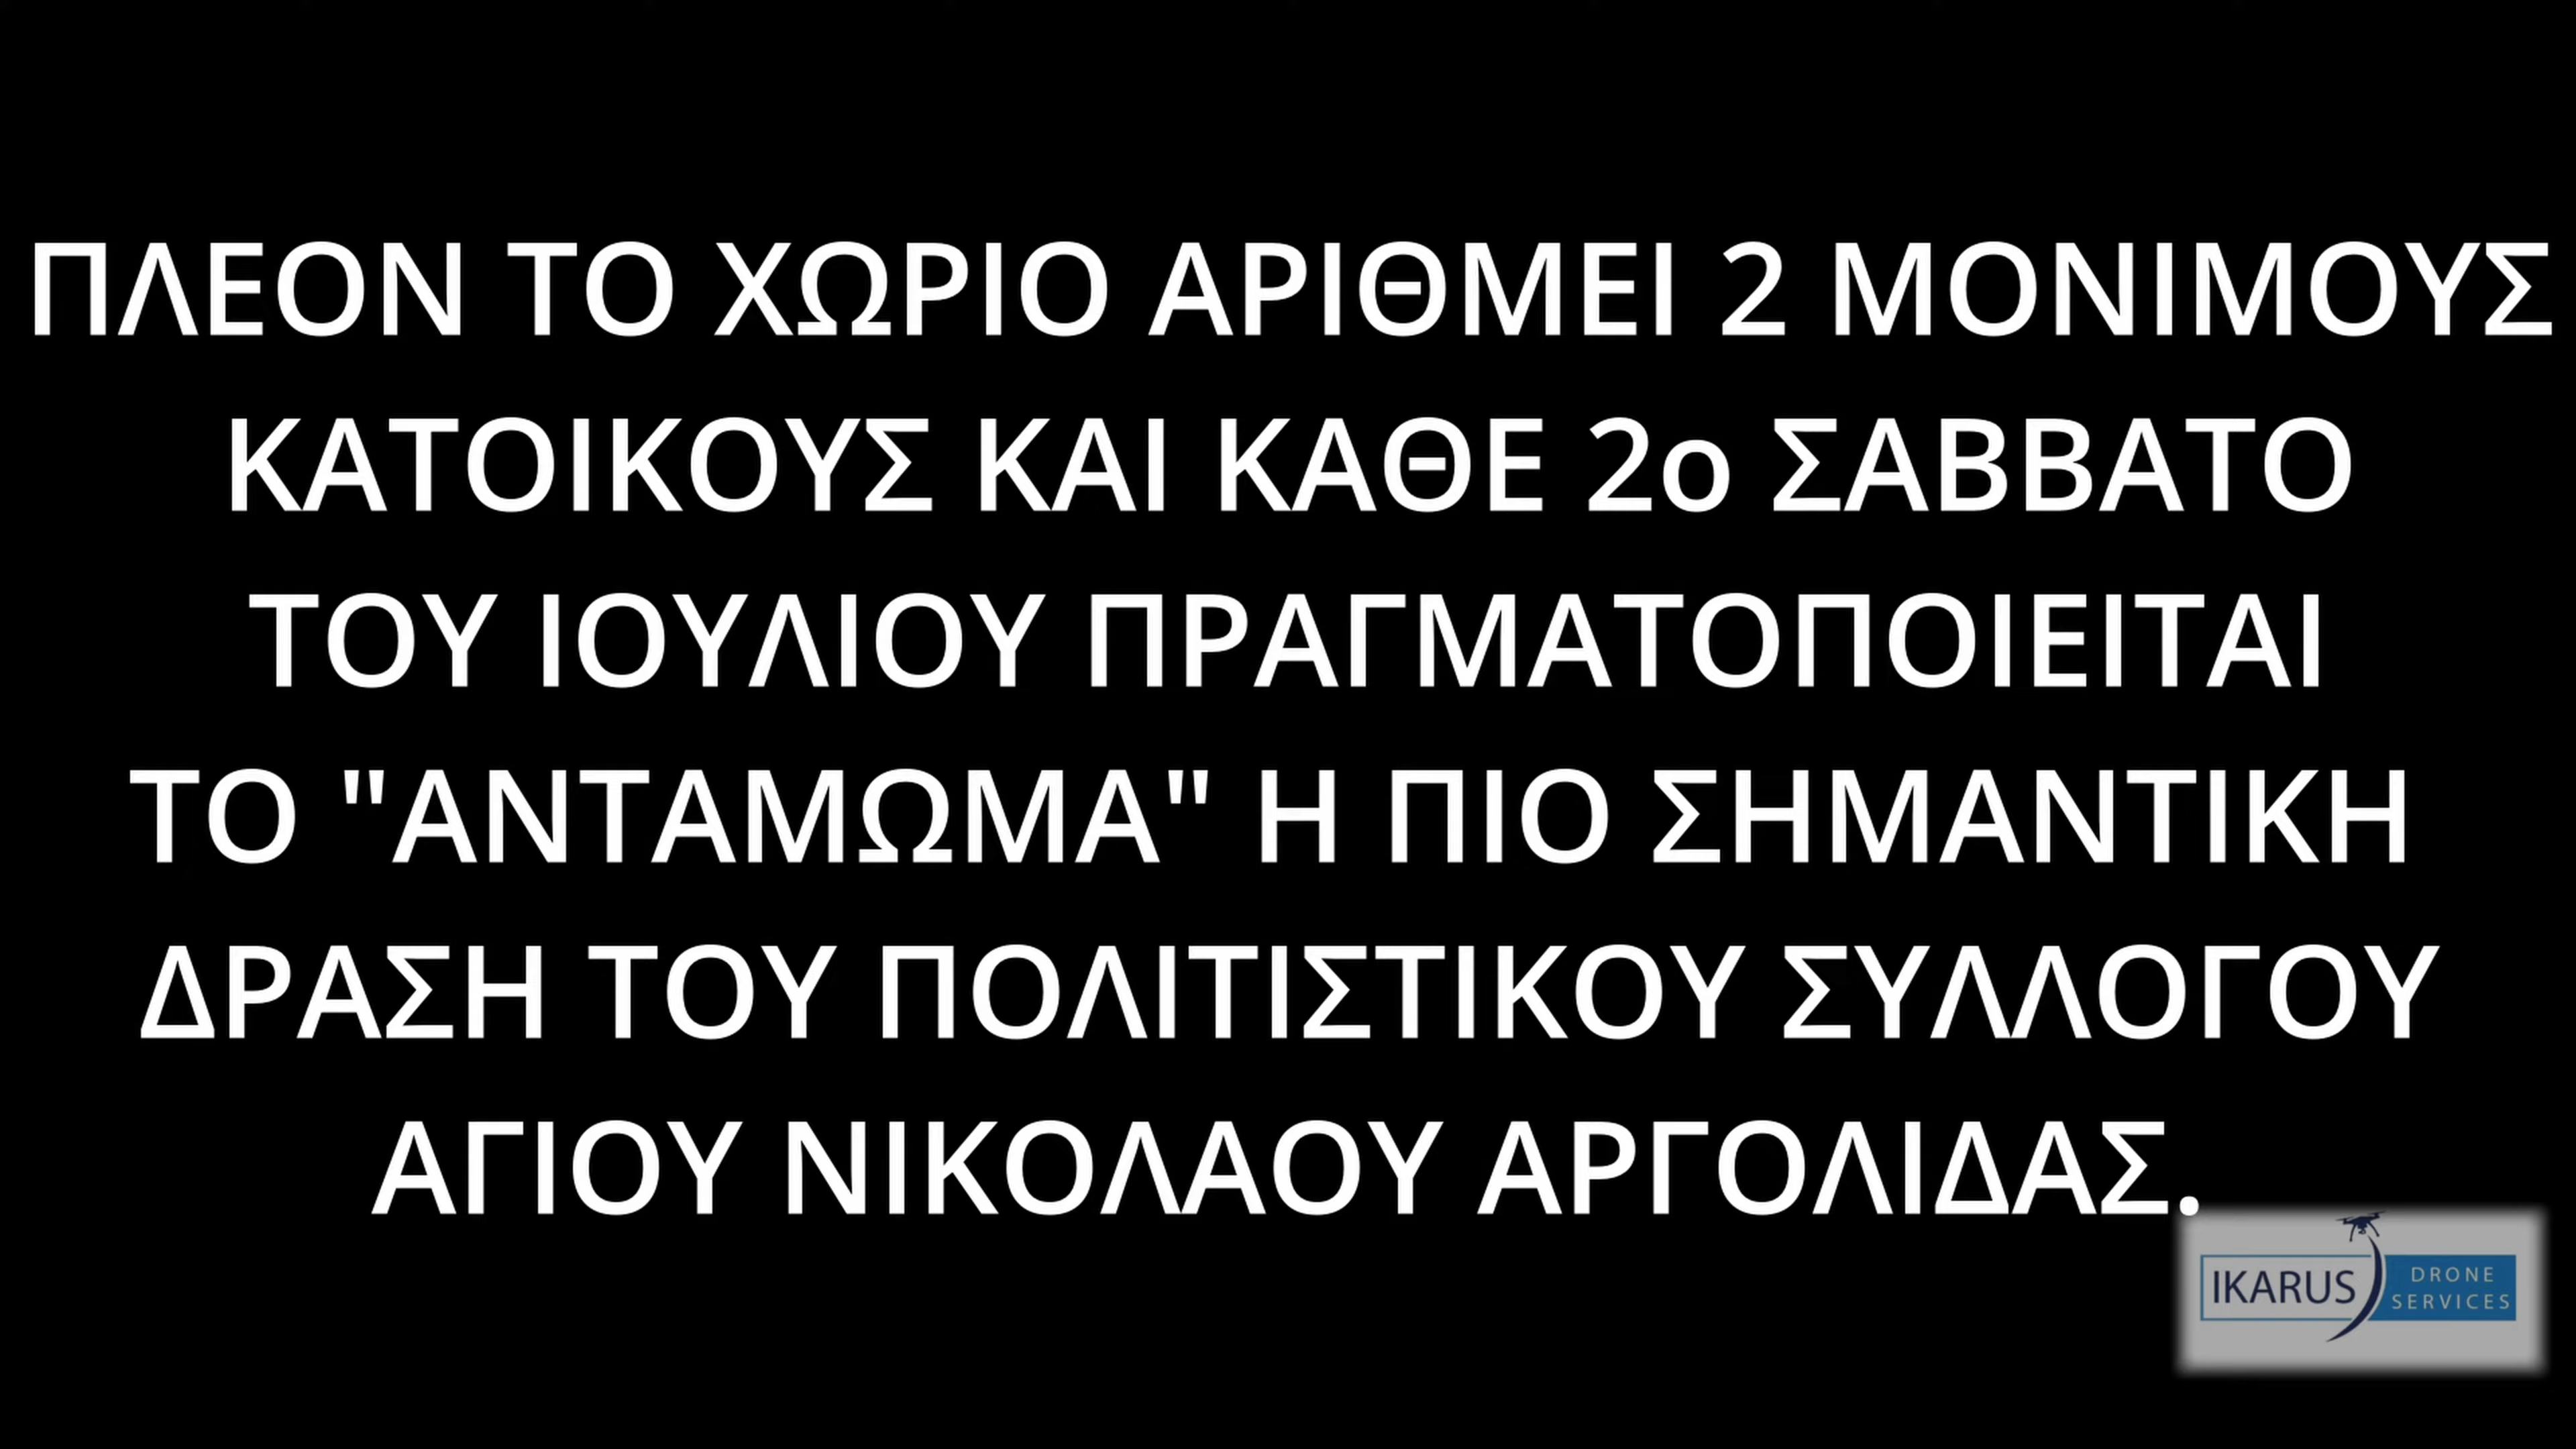 ΠΛΕΟΝ ΤΟ ΧΩΡΙΟ ΑΡΙΘΜΕΙ 2 ΜΟΝΙΜΟΥΣ
ΚΑΤΟΙΚΟΥΣ ΚΑΙ ΚΑΘΕ 2ο ΣΑΒΒΑΤΟ
ΤΟΥ ΙΟΥΛΙΟΥ ΠΡΑΓΜΑΤΟΠΟΙΕΙΤΑΙ
ΤΟ "ΑΝΤΑΜΩΜΑ" Η ΠΙΟ ΣΗΜΑΝΤΙΚΗ
ΔΡΑΣΗ ΤΟΥ ΠΟΛΙΤΙΣΤΙΚΟΥ ΣΥΛΛΟΓΟΥ
ΑΓΙΟΥ ΝΙΚΟΛΑΟΥ ΑΡΓΟΛΙΔΑΣ.
IKARUS
DRONE
SERVICES